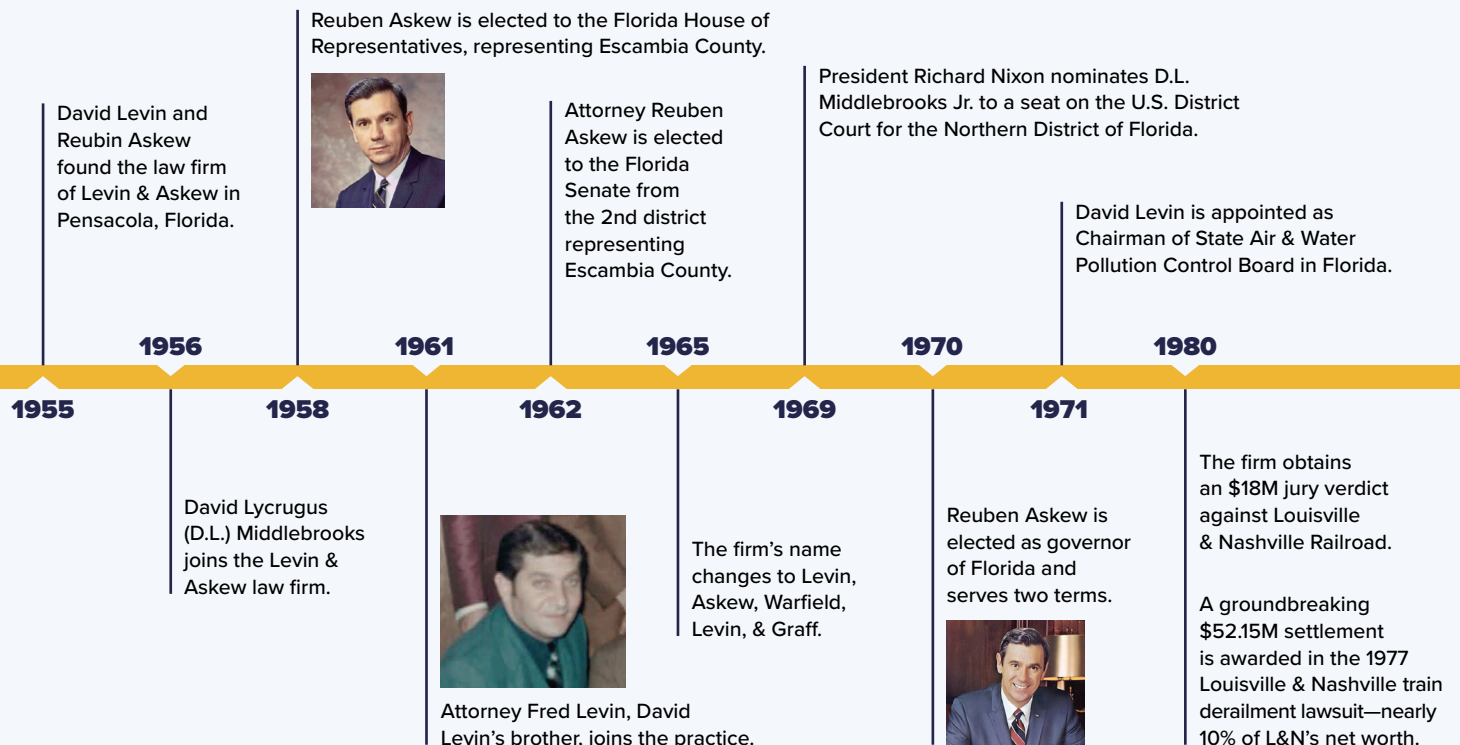 Reuben Askew is elected to the Florida House of
Representatives, representing Escambia County.
David Levin and
Reubin Askew
found the law firm
of Levin & Askew in
Pensacola, Florida.
Attorney Reuben
Askew is elected
to the Florida
Senate from
the 2nd district
representing
Escambia County.
President Richard Nixon nominates D.L.
Middlebrooks Jr. to a seat on the U.S. District
Court for the Northern District of Florida.
David Levin is appointed as
Chairman of State Air & Water
Pollution Control Board in Florida.
1956
1961
1965
1970
1980
1955
1958
1962
1969
1971
David Lycrugus
(D.L.) Middlebrooks
joins the Levin &
Askew law firm.
Attorney Fred Levin, David
Levin's brother, joins the practice.
The firm's name
changes to Levin,
Askew, Warfield,
Levin, & Graff.
Reuben Askew is
elected as governor
of Florida and
serves two terms.
The firm obtains
an $18M jury verdict
against Louisville
& Nashville Railroad.
A groundbreaking
$52.15M settlement
is awarded in the 1977
Louisville & Nashville train
derailment lawsuit—nearly
10% of L&N's net worth.